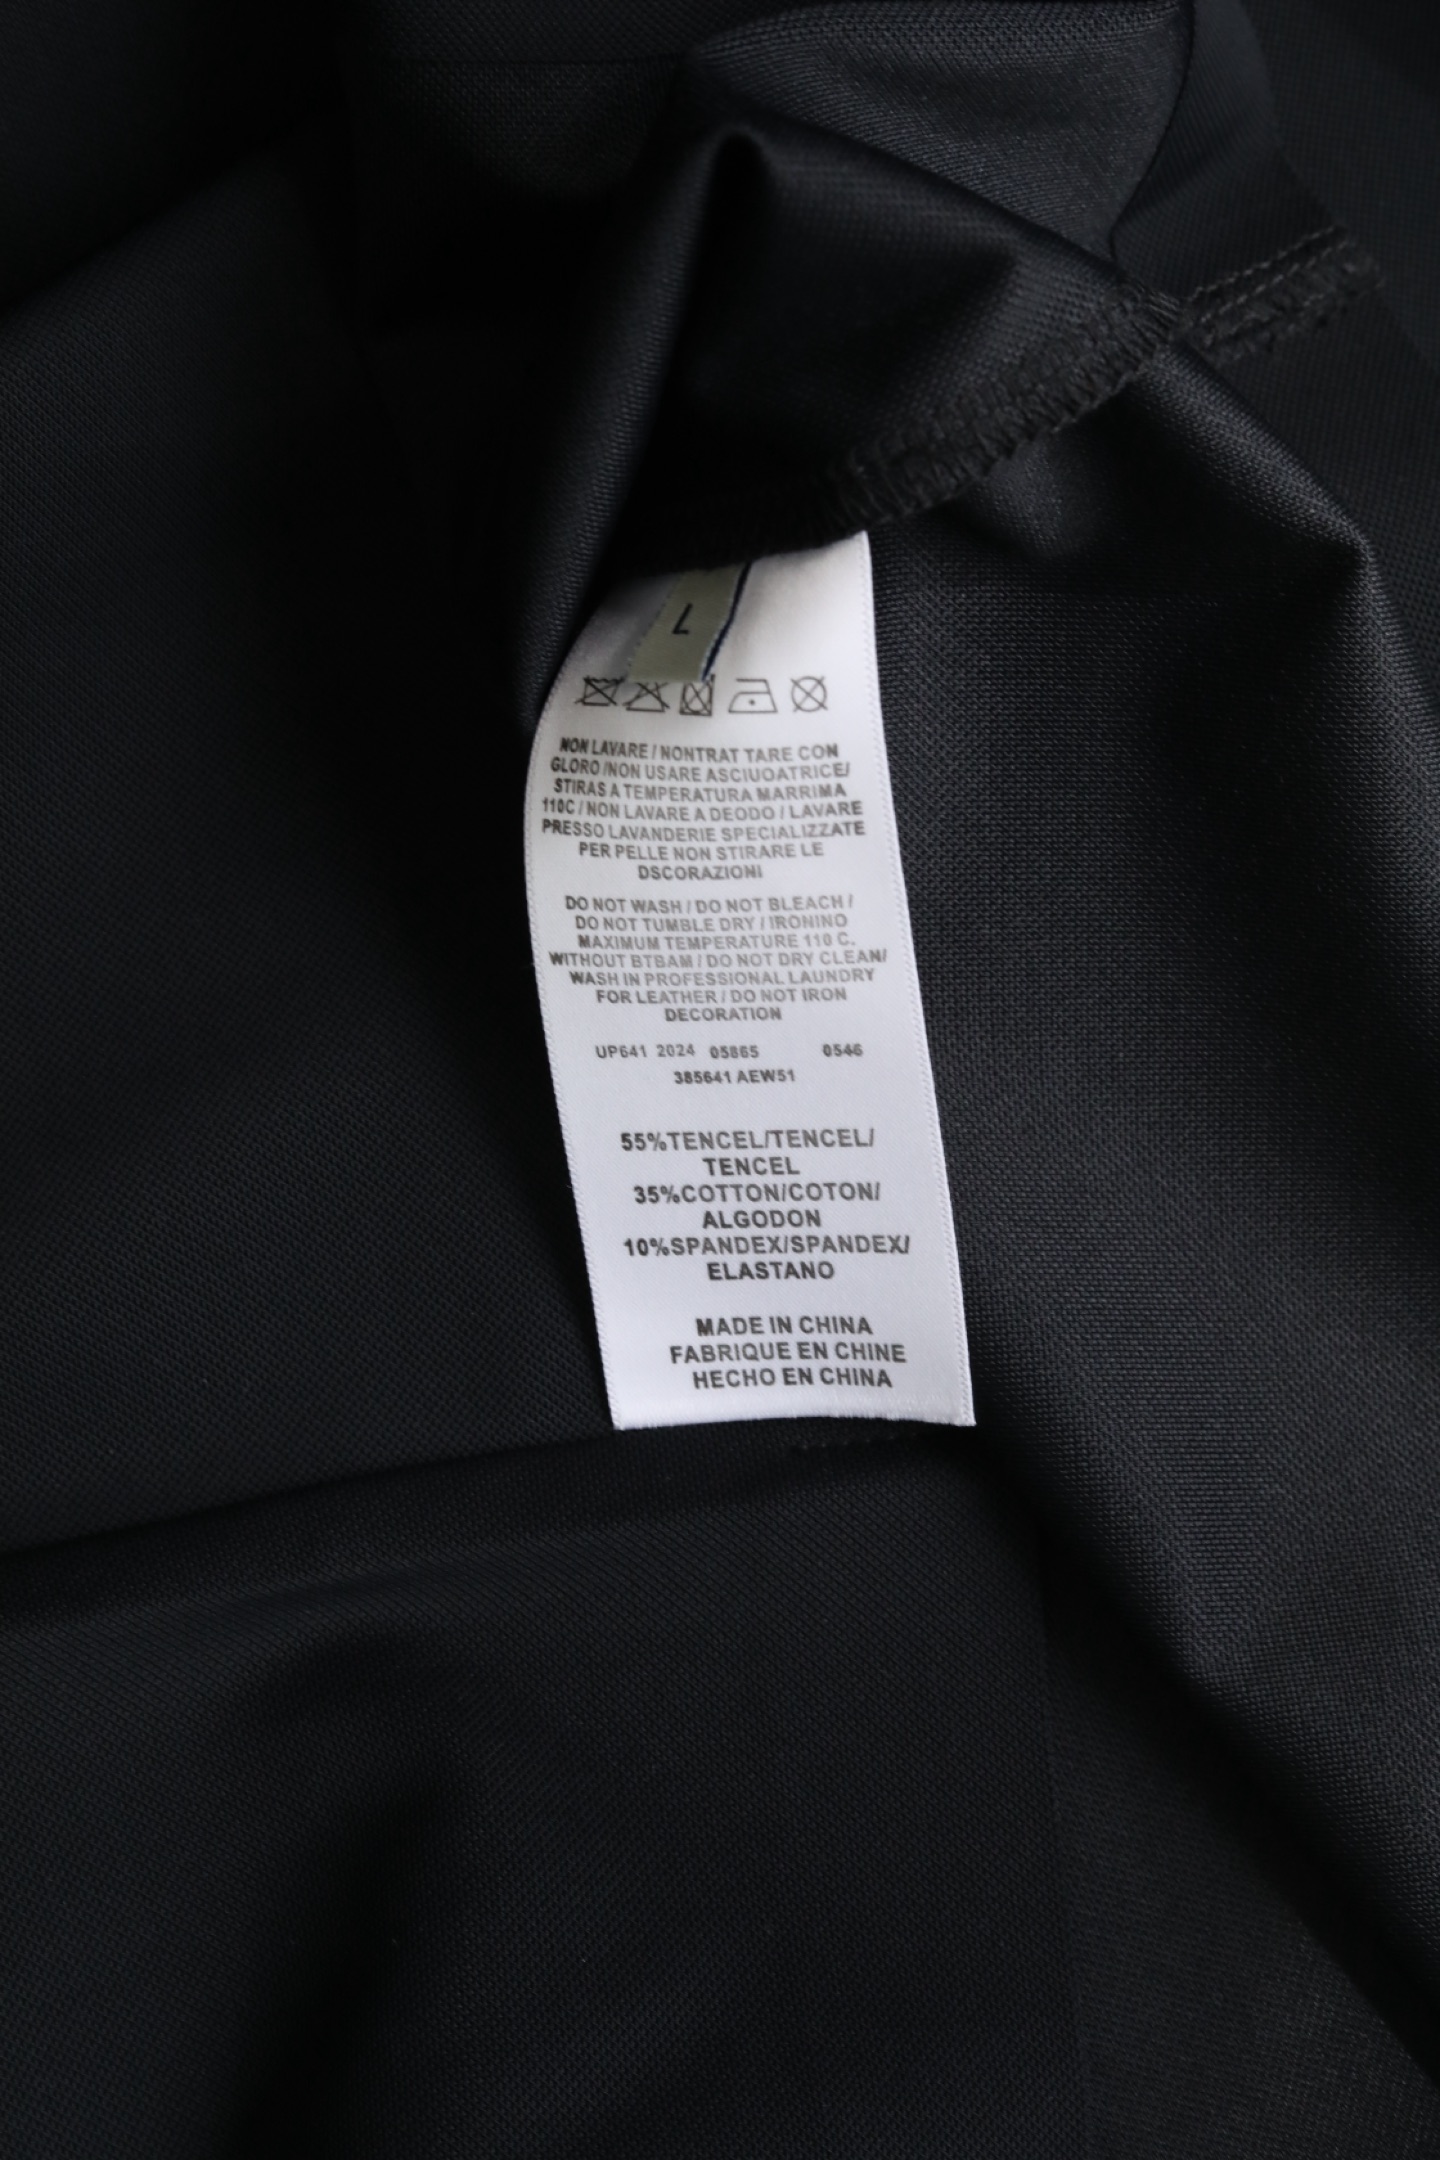 L
NON LAVARE / NONTRAT TARE CON
GLORO /NON USARE ASCIUOATRICE/
STIRAS A TEMPERATURA MARRIMA
110C / NON LAVARE A DEODO / LAVARE
PRESSO LAVANDERIE SPECIALIZZATE
PER PELLE NON STIRARE LE
DSCORAZIONI
DO NOT WASH / DO NOT BLEACH /
DO NOT TUMBLE DRY / IRONINO
MAXIMUM TEMPERATURE 110 C.
WITHOUT BTBAM / DO NOT DRY CLEAN/
WASH IN PROFESSIONAL LAUNDRY
FOR LEATHER / DO NOT IRON
DECORATION
UP641 2024 05865 0546
385641 AEW51
55%TENCEL/TENCEL/
TENCEL
35%COTTON/COTON/
ALGODON
10%SPANDEX/SPANDEX/
ELASTANO
MADE IN CHINA
FABRIQUE EN CHINE
HECHO EN CHINA